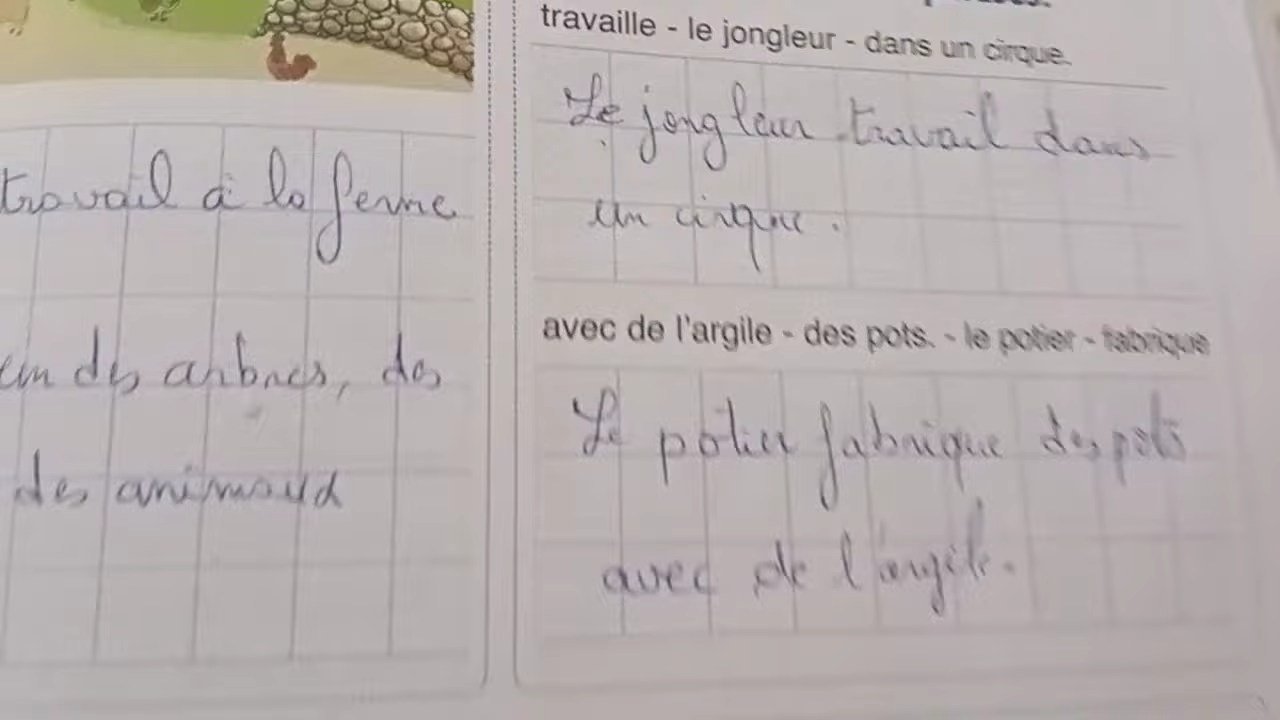 travail à la ferme
des arbres, des
des animaux
travaille - le jongleur - dans un cirque.
Le jongleur travail dans
un cirque.
avec de l'argile - des pots. - le potier - fabrique
Le potier fabrique des pots
avec de l'argile.